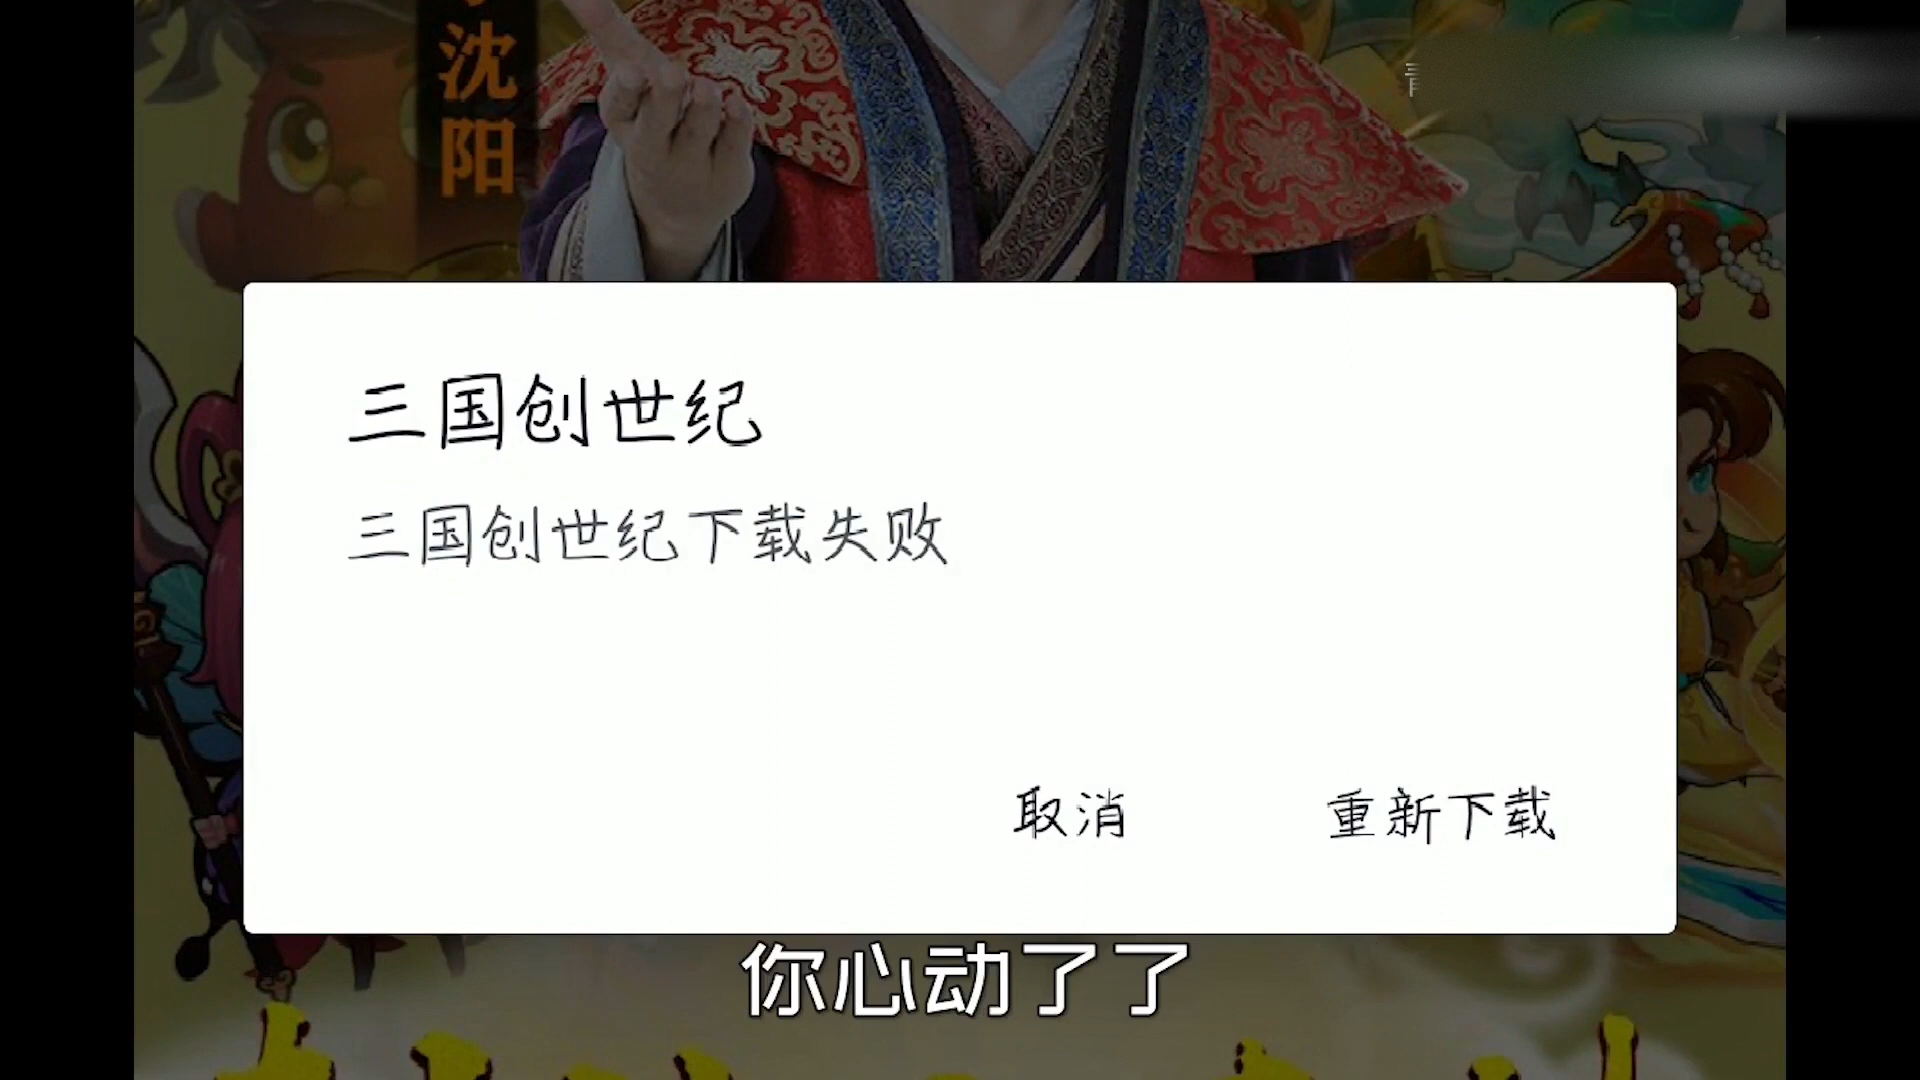 沈阳
三国创世纪
三国创世纪下载失败
取消
重新下载
你心动了了